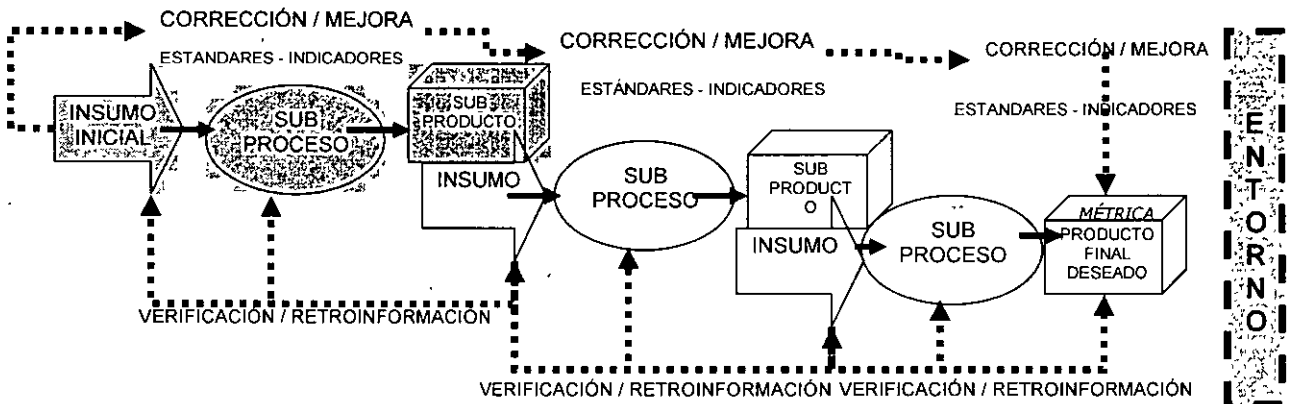 CORRECCIÓN / MEJORA
ESTANDARES - INDICADORES
INSUMO
INICIAL
SUB
PROCESO
SUB
PRODUCTO
INSUMO
VERIFICACIÓN / RETROINFORMACIÓN
CORRECCIÓN / MEJORA
ESTÁNDARES - INDICADORES
SUB
PROCESO
SUB
PRODUCT
O
INSUMO
VERIFICACIÓN / RETROINFORMACIÓN
CORRECCIÓN / MEJORA
ESTANDARES - INDICADORES
SUB
PROCESO
MÉTRICA
PRODUCTO
FINAL
DESEADO
VERIFICACIÓN / RETROINFORMACIÓN
ENTORNO